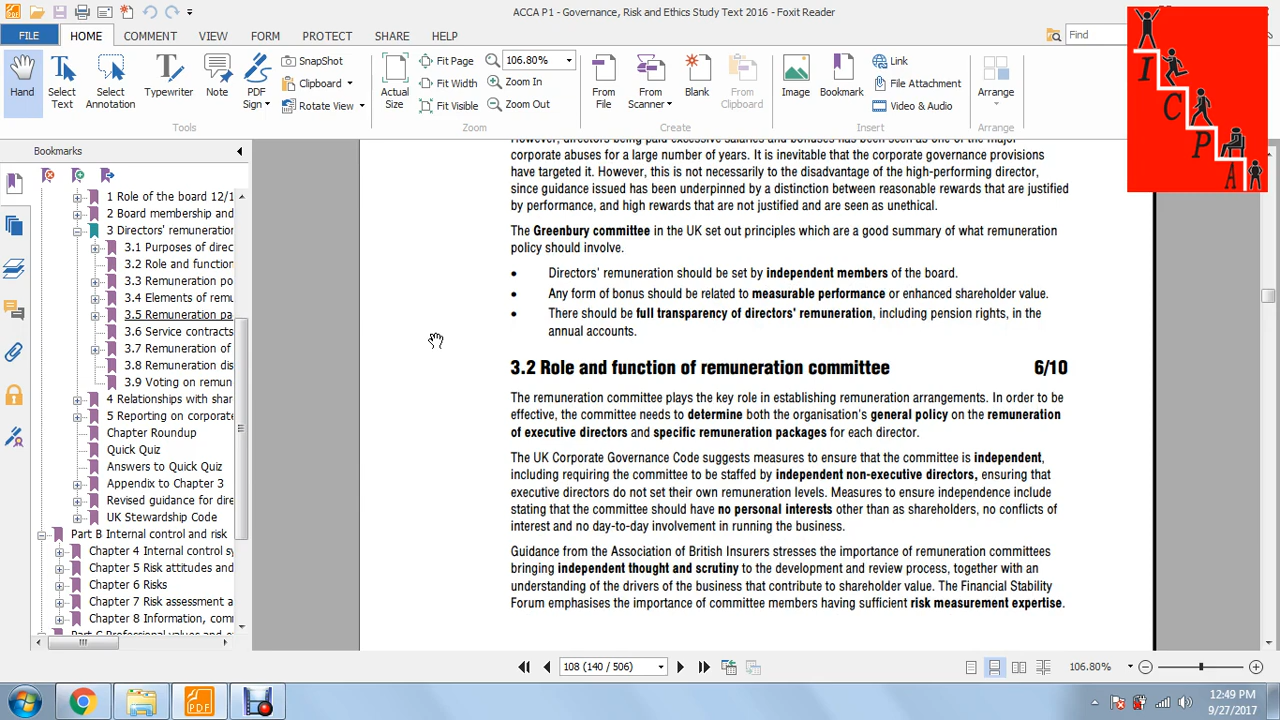 ACCA P1 - Governance, Risk and Ethics Study Text 2016 - Foxit Reader
FILE
HOME
COMMENT
VIEW
FORM
PROTECT
SHARE
HELP
Find
Hand
Select
Text
Select
Annotation
Typewriter
Note
PDF
Sign
SnapShot
Clipboard
Rotate View
Tools
Actual
Size
Fit Page
Fit Width
Fit Visible
106.80%
Zoom In
Zoom Out
Zoom
From
File
From
Scanner
Blank
From
Clipboard
Create
Image
Bookmark
Link
File Attachment
Video & Audio
Insert
Arrange
Arrange
I
C
P
A
Bookmarks
1 Role of the board 12/1
2 Board membership and
3 Directors' remuneration
3.1 Purposes of direc
3.2 Role and function
3.3 Remuneration po
3.4 Elements of remu
3.5 Remuneration pa
3.6 Service contracts
3.7 Remuneration of
3.8 Remuneration dis
3.9 Voting on remun
4 Relationships with shar
5 Reporting on corporate
Chapter Roundup
Quick Quiz
Answers to Quick Quiz
Appendix to Chapter 3
Revised guidance for dire
UK Stewardship Code
Part B Internal control and risk
Chapter 4 Internal control sy
Chapter 5 Risk attitudes and
Chapter 6 Risks
Chapter 7 Risk assessment a
Chapter 8 Information, comm
Part C Professional values and e
However, directors being paid excessive salaries and bonuses has been seen as one of the major
corporate abuses for a large number of years. It is inevitable that the corporate governance provisions
have targeted it. However, this is not necessarily to the disadvantage of the high-performing director,
since guidance issued has been underpinned by a distinction between reasonable rewards that are justified
by performance, and high rewards that are not justified and are seen as unethical.
The Greenbury committee in the UK set out principles which are a good summary of what remuneration
policy should involve.
• Directors' remuneration should be set by independent members of the board.
• Any form of bonus should be related to measurable performance or enhanced shareholder value.
• There should be full transparency of directors' remuneration, including pension rights, in the
annual accounts.
3.2 Role and function of remuneration committee 6/10
The remuneration committee plays the key role in establishing remuneration arrangements. In order to be
effective, the committee needs to determine both the organisation's general policy on the remuneration
of executive directors and specific remuneration packages for each director.
The UK Corporate Governance Code suggests measures to ensure that the committee is independent,
including requiring the committee to be staffed by independent non-executive directors, ensuring that
executive directors do not set their own remuneration levels. Measures to ensure independence include
stating that the committee should have no personal interests other than as shareholders, no conflicts of
interest and no day-to-day involvement in running the business.
Guidance from the Association of British Insurers stresses the importance of remuneration committees
bringing independent thought and scrutiny to the development and review process, together with an
understanding of the drivers of the business that contribute to shareholder value. The Financial Stability
Forum emphasises the importance of committee members having sufficient risk measurement expertise.
108 (140 / 506)
106.80%
PDF
12:49 PM
9/27/2017